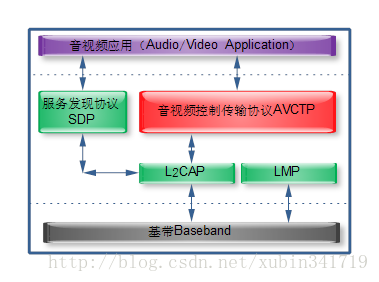 音视频应用（Audio/Video Application）
服务发现协议
SDP
音视频控制传输协议AVCTP
L2CAP
LMP
基带Baseband
http://blog.csdn.net/xubin341719